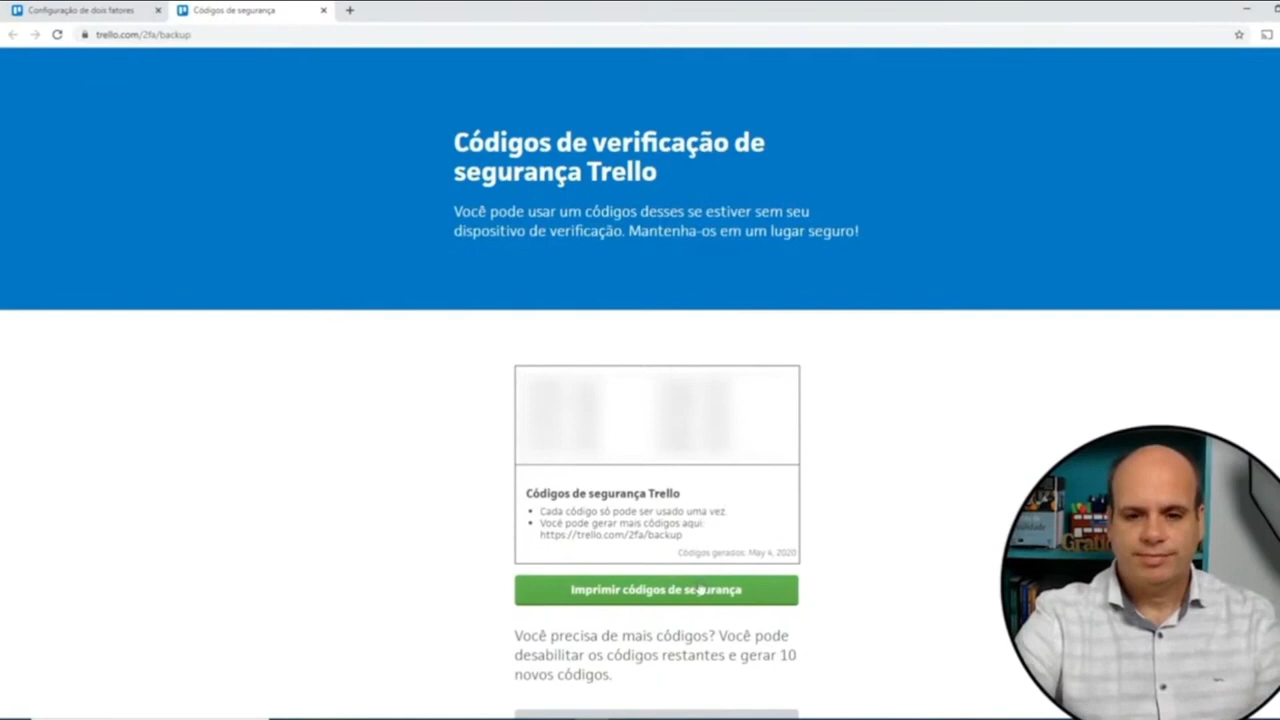 Configuração de dois fatores
Códigos de segurança
trello.com/2fa/backup
Códigos de verificação de
segurança Trello
Você pode usar um códigos desses se estiver sem seu
dispositivo de verificação. Mantenha-os em um lugar seguro!
Códigos de segurança Trello
Cada código só pode ser usado uma vez.
Você pode gerar mais códigos aqui:
https://trello.com/2fa/backup
Códigos gerados: May 4, 2020
Imprimir códigos de segurança
Você precisa de mais códigos? Você pode
desabilitar os códigos restantes e gerar 10
novos códigos.